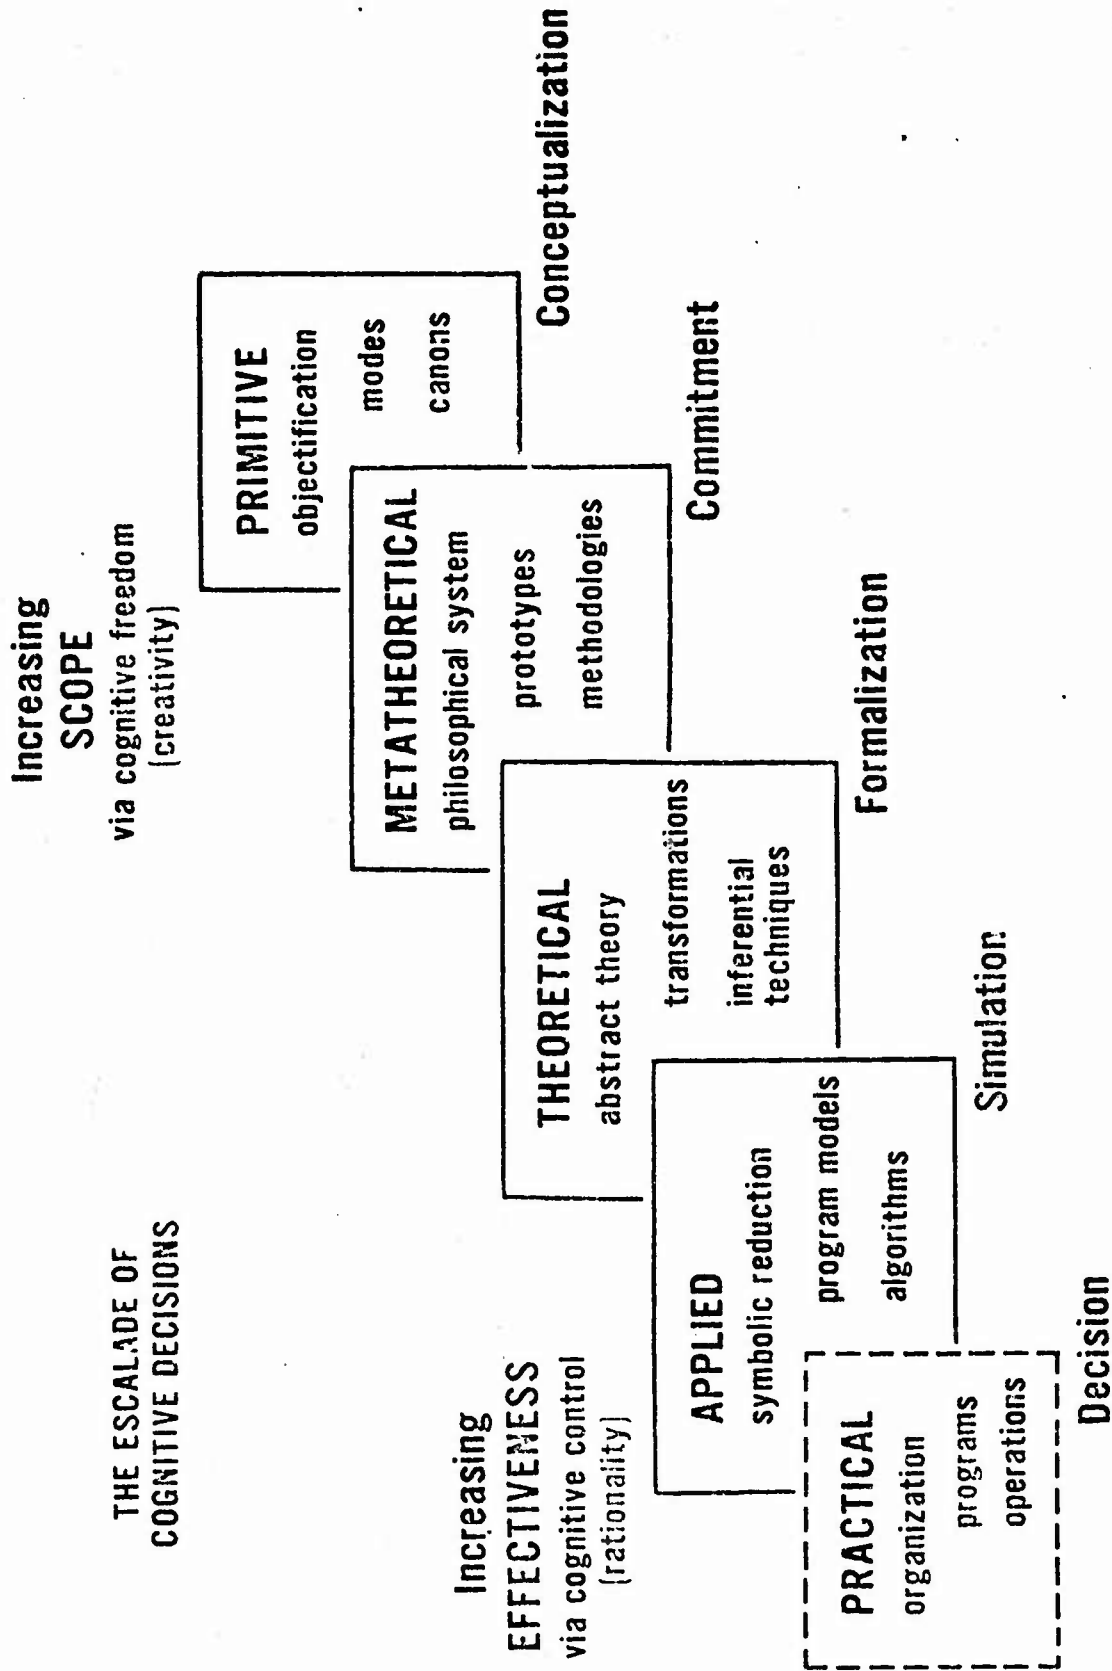 THE ESCALADE OF
COGNITIVE DECISIONS
Increasing
SCOPE
via cognitive freedom
[creativity]
Increasing
EFFECTIVENESS
via cognitive control
[rationality]
PRIMITIVE
objectification
modes
canons
Conceptualization
METATHEORETICAL
philosophical system
prototypes
methodologies
Commitment
THEORETICAL
abstract theory
transformations
inferential
techniques
Formalization
APPLIED
symbolic reduction
program models
algorithms
Simulation
PRACTICAL
organization
programs
operations
Decision